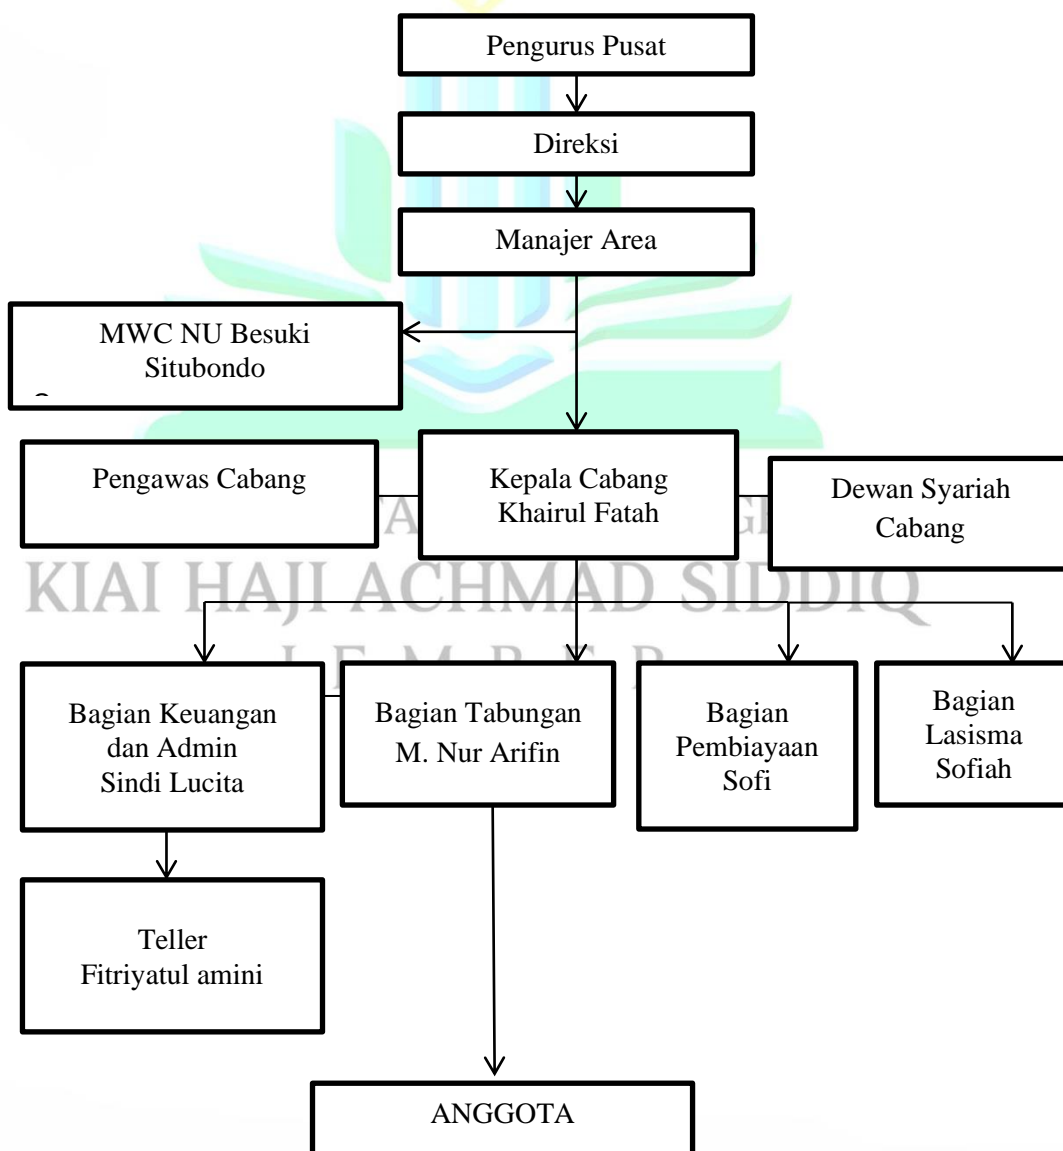 Pengurus Pusat
Direksi
Manajer Area
MWC NU Besuki
Situbondo
Pengawas Cabang
Kepala Cabang
Khairul Fatah
Dewan Syariah
Cabang
KIAI HAJI ACHMAD SIDDIQ
Bagian Keuangan
dan Admin
Sindi Lucita
Bagian Tabungan
M. Nur Arifin
Bagian
Pembiayaan
Sofi
Bagian
Lasisma
Sofiah
Teller
Fitriyatul amini
ANGGOTA